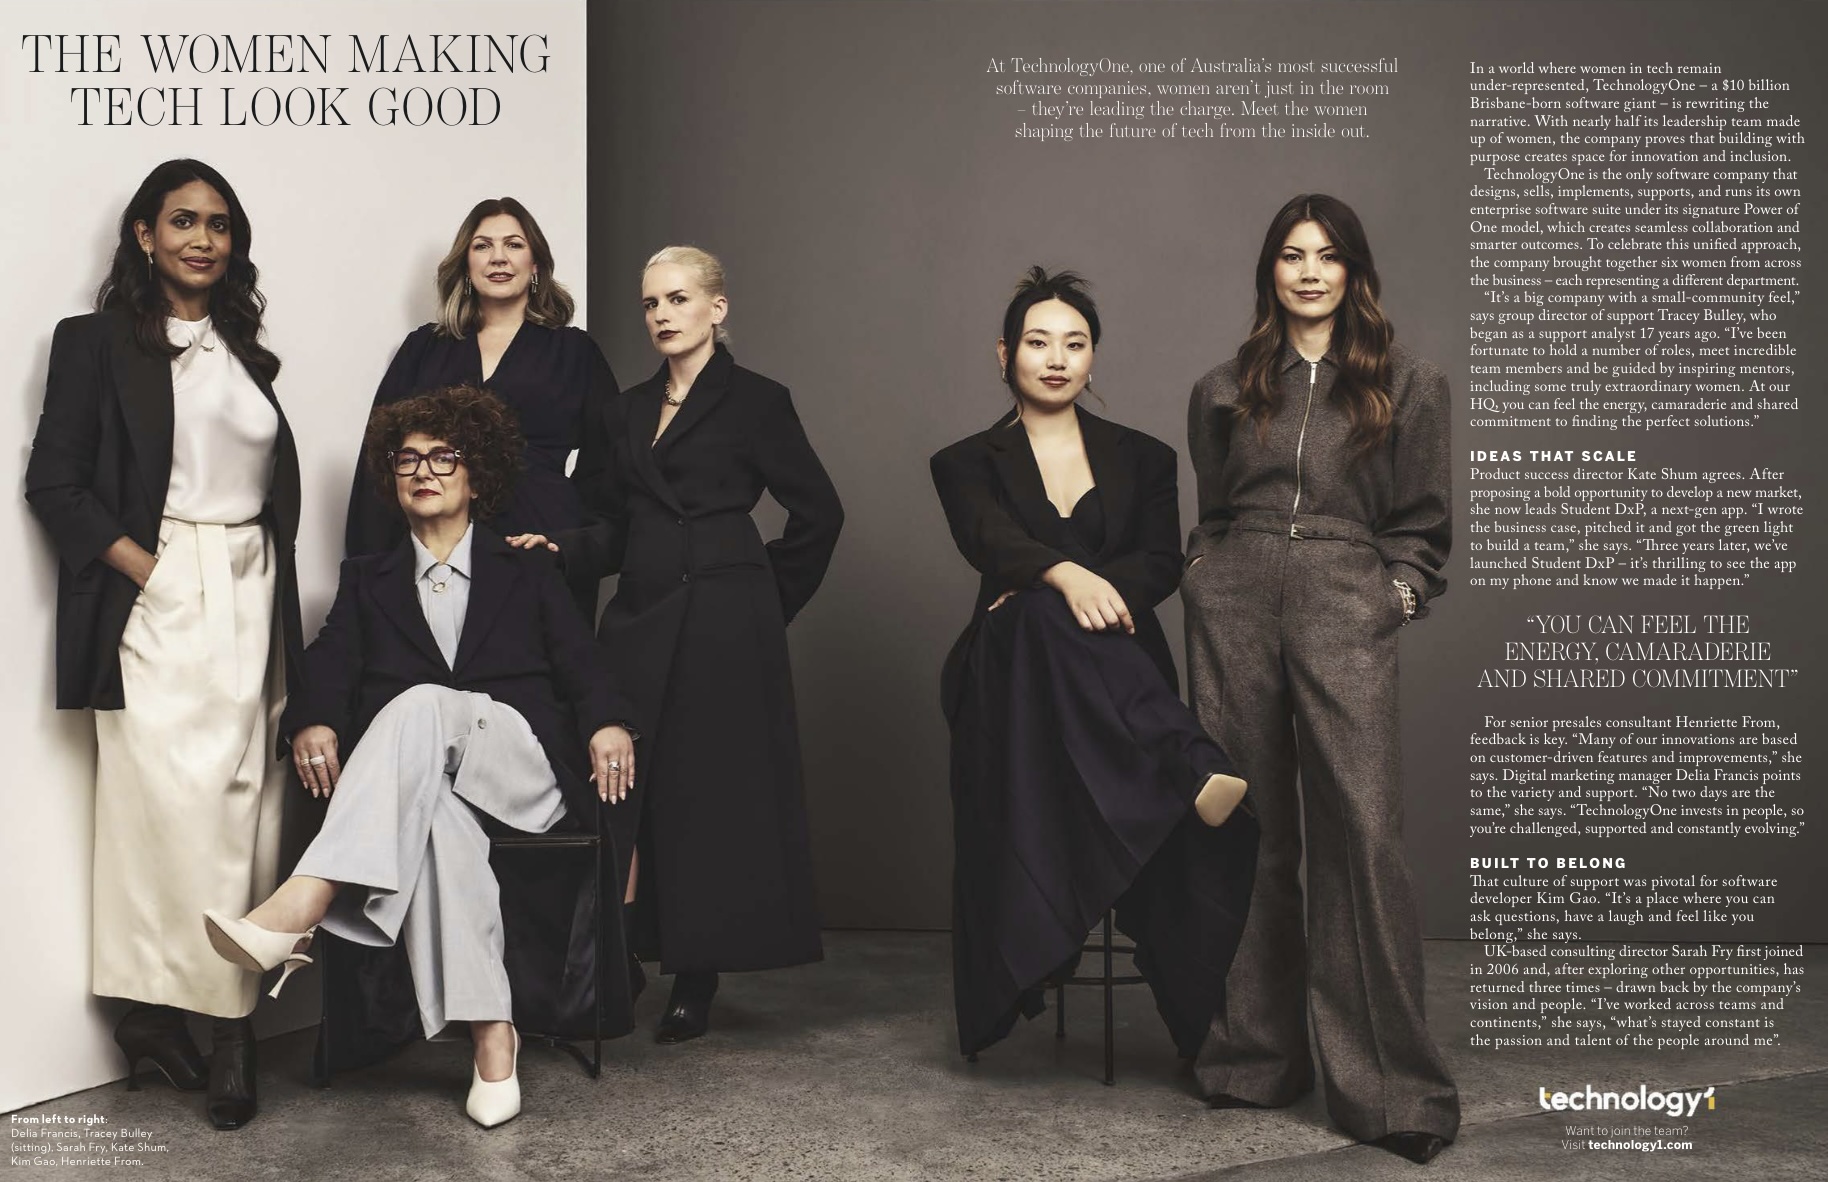 THE WOMEN MAKING
TECH LOOK GOOD
At TechnologyOne, one of Australia’s most successful
software companies, women aren’t just in the room
– they’re leading the charge. Meet the women
shaping the future of tech from the inside out.
In a world where women in tech remain
under-represented, TechnologyOne – a $10 billion
Brisbane-born software giant – is rewriting the
narrative. With nearly half its leadership team made
up of women, the company proves that building with
purpose creates space for innovation and inclusion.
TechnologyOne is the only software company that
designs, sells, implements, supports, and runs its own
enterprise software suite under its signature Power of
One model, which creates seamless collaboration and
smarter outcomes. To celebrate this unified approach,
the company brought together six women from across
the business – each representing a different department.
“It’s a big company with a small-community feel,”
says group director of support Tracey Bulley, who
began as a support analyst 17 years ago. “I’ve been
fortunate to hold a number of roles, meet incredible
team members and be guided by inspiring mentors,
including some truly extraordinary women. At our
HQ, you can feel the energy, camaraderie and shared
commitment to finding the perfect solutions.”
IDEAS THAT SCALE
Product success director Kate Shum agrees. After
proposing a bold opportunity to develop a new market,
she now leads Student DxP, a next-gen app. “I wrote
the business case, pitched it and got the green light
to build a team,” she says. “Three years later, we’ve
launched Student DxP – it’s thrilling to see the app
on my phone and know we made it happen.”
“YOU CAN FEEL THE
ENERGY, CAMARADERIE
AND SHARED COMMITMENT”
For senior presales consultant Henriette From,
feedback is key. “Many of our innovations are based
on customer-driven features and improvements,” she
says. Digital marketing manager Delia Francis points
to the variety and support. “No two days are the
same,” she says. “TechnologyOne invests in people, so
you’re challenged, supported and constantly evolving.”
BUILT TO BELONG
That culture of support was pivotal for software
developer Kim Gao. “It’s a place where you can
ask questions, have a laugh and feel like you
belong,” she says.
UK-based consulting director Sarah Fry first joined
in 2006 and, after exploring other opportunities, has
returned three times – drawn back by the company’s
vision and people. “I’ve worked across teams and
continents,” she says, “what’s stayed constant is
the passion and talent of the people around me”.
technology1
Want to join the team?
Visit technology1.com
From left to right:
Delia Francis, Tracey Bulley
(sitting), Sarah Fry, Kate Shum,
Kim Gao, Henriette From.